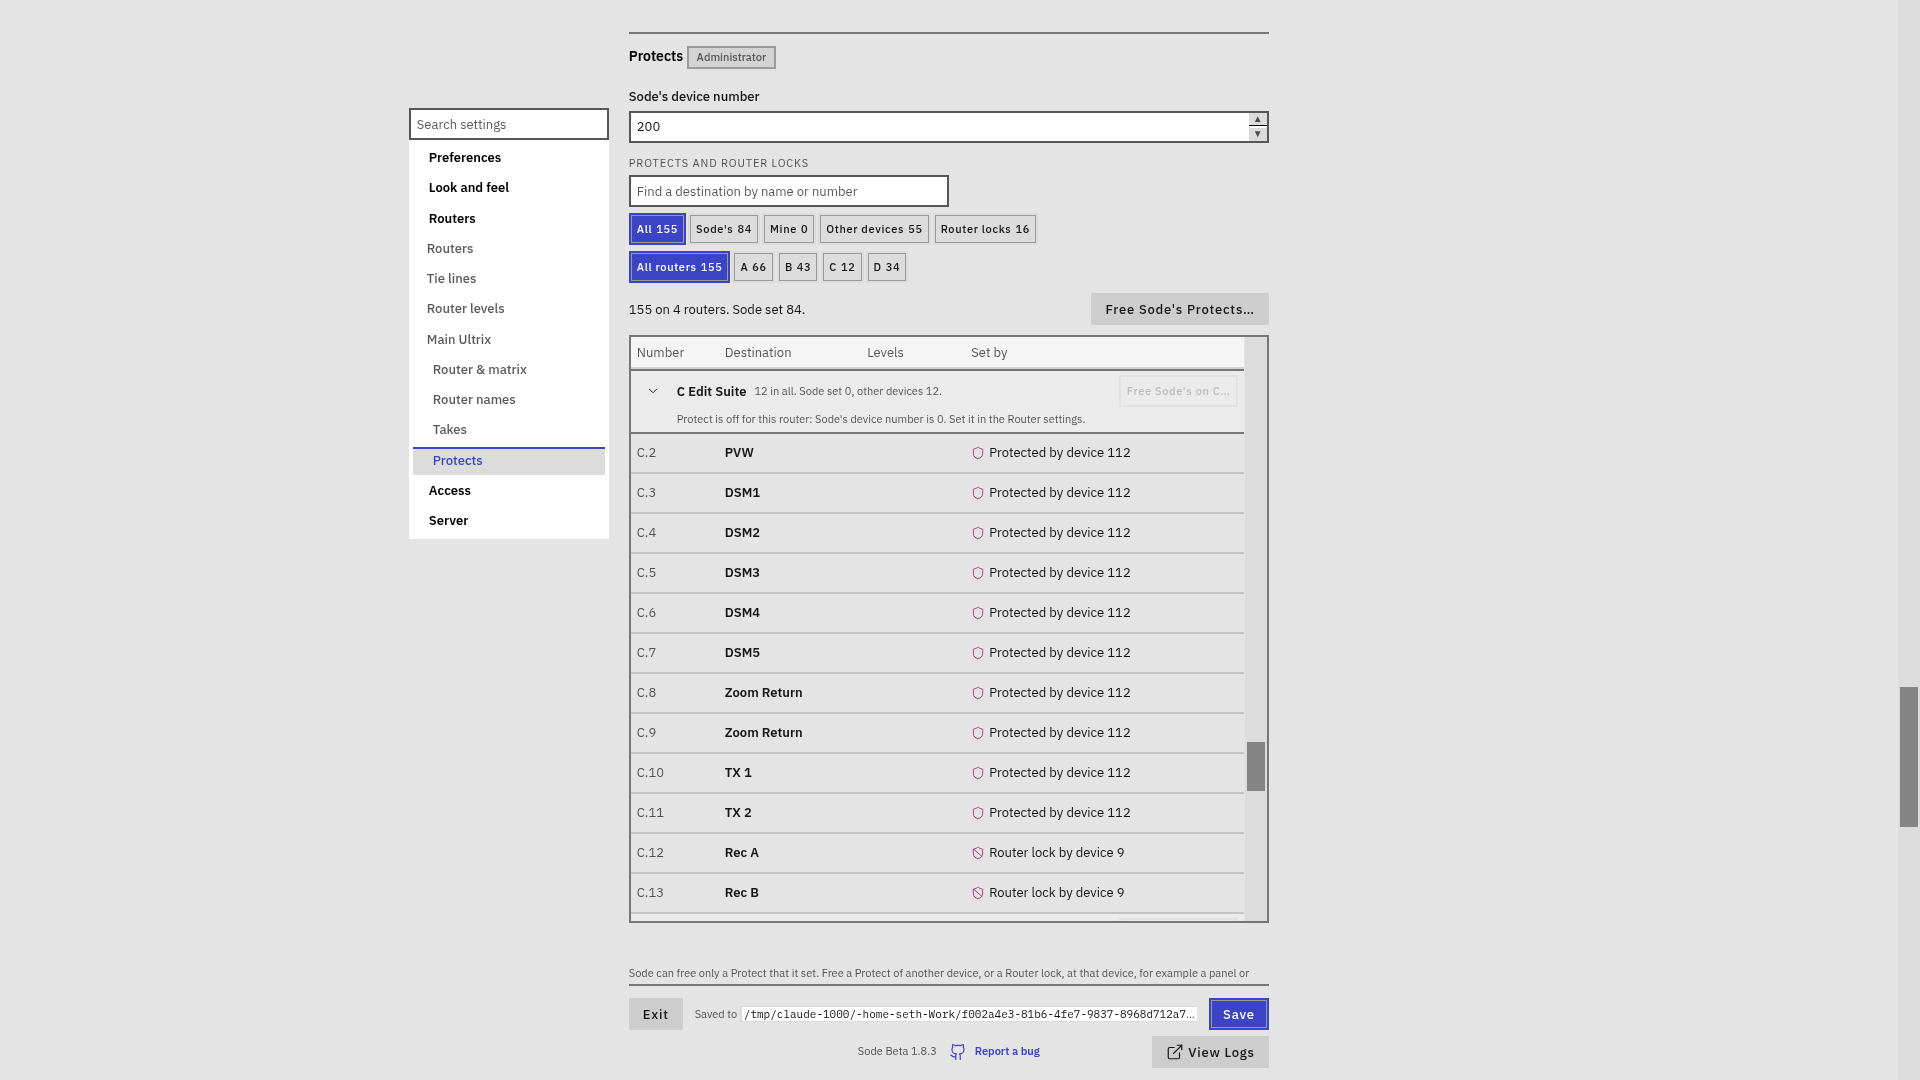 Protects Administrator
Sode's device number
200
Search settings
Preferences
Look and feel
Routers
Routers
Tie lines
Router levels
Main Ultrix
Router & matrix
Router names
Takes
Protects
Access
Server
PROTECTS AND ROUTER LOCKS
Find a destination by name or number
All 155 Sode's 84 Mine 0 Other devices 55 Router locks 16
All routers 155 A 66 B 43 C 12 D 34
155 on 4 routers. Sode set 84. Free Sode's Protects...
Number Destination Levels Set by
C Edit Suite 12 in all. Sode set 0, other devices 12. Free Sode's on C...
Protect is off for this router: Sode's device number is 0. Set it in the Router settings.
C.2 PVW Protected by device 112
C.3 DSM1 Protected by device 112
C.4 DSM2 Protected by device 112
C.5 DSM3 Protected by device 112
C.6 DSM4 Protected by device 112
C.7 DSM5 Protected by device 112
C.8 Zoom Return Protected by device 112
C.9 Zoom Return Protected by device 112
C.10 TX 1 Protected by device 112
C.11 TX 2 Protected by device 112
C.12 Rec A Router lock by device 9
C.13 Rec B Router lock by device 9
Sode can free only a Protect that it set. Free a Protect of another device, or a Router lock, at that device, for example a panel or
Exit Saved to /tmp/claude-1000/-home-seth-Work/f002a4e3-81b6-4fe7-9837-8968d712a7... Save
Sode Beta 1.8.3 Report a bug View Logs